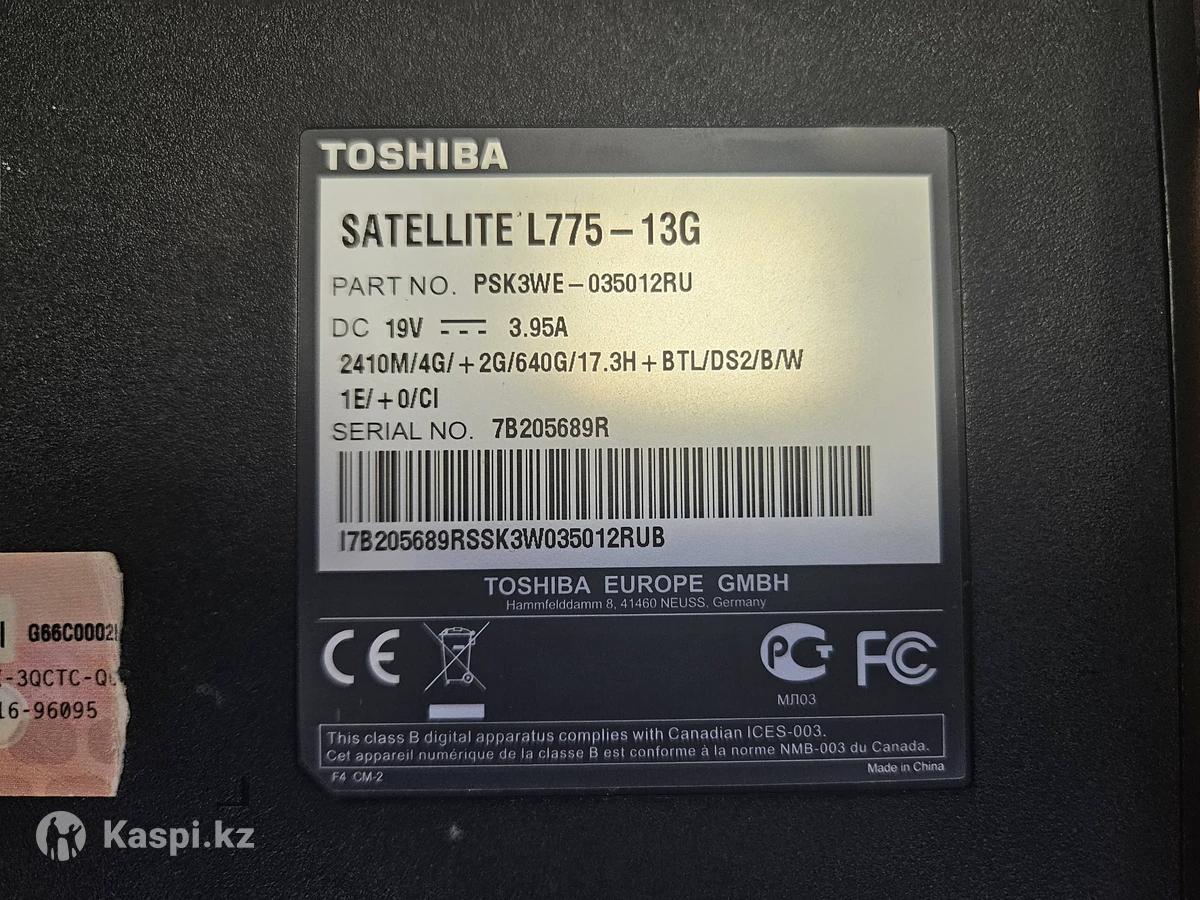 TOSHIBA
SATELLITE L775-13G
PART NO. PSK3WE-035012RU
DC 19V 3.95A
2410M/4G/+2G/640G/17.3H+BTL/DS2/B/W
1E/+0/CI
SERIAL NO. 7B205689R
I7B205689RSSK3W035012RUB
TOSHIBA EUROPE GMBH
Hammfelddamm 8, 41460 NEUSS. Germany
CE
PCT
FC
МЛ03
This class B digital apparatus complies with Canadian ICES-003.
Cet appareil numérique de la classe B est conforme à la norme NMB-003 du Canada.
F4 CM-2
Made in China
G66C0002
-3QCTC-
16-96095
Kaspi.kz